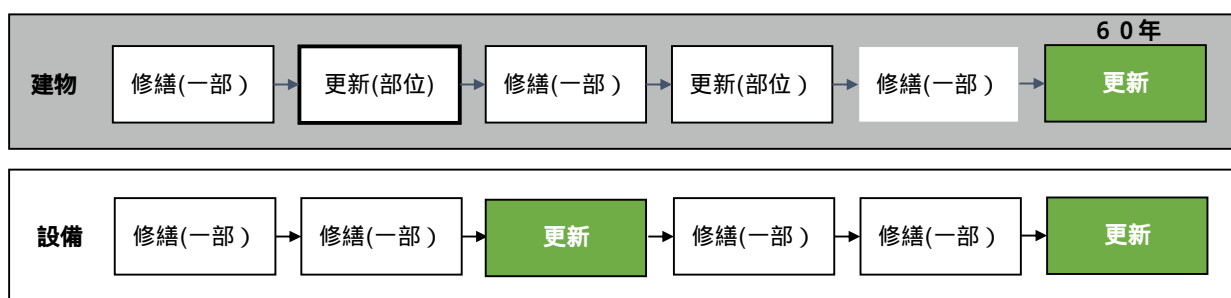 ６０年
建物
修繕(一部）
更新(部位)
修繕(一部）
更新(部位）
修繕(一部）
更新
設備
修繕(一部）
修繕(一部）
更新
修繕(一部）
修繕(一部）
更新